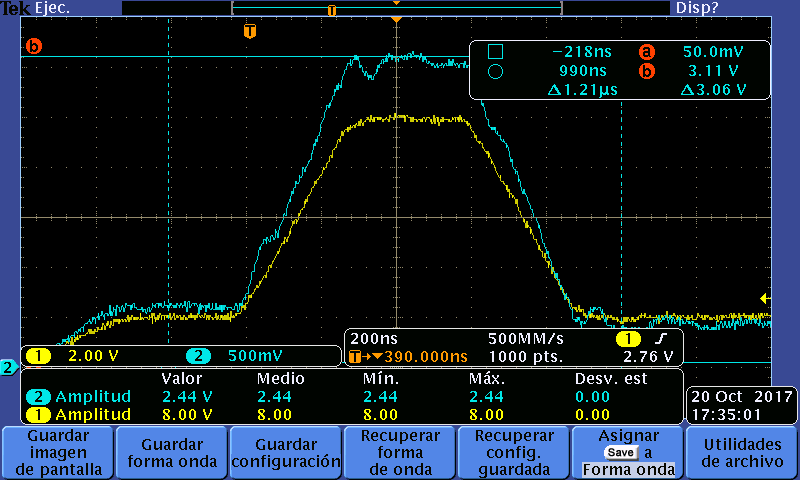 Tek Ejec. Disp?
T
T
b
−218ns a 50.0mV
990ns b 3.11 V
Δ1.21µs Δ3.06 V
1 2.00 V 2 500mV
200ns 500MM/s 1
T→▼390.000ns 1000 pts. 2.76 V
2
Valor Medio Mín. Máx. Desv. est
2 Amplitud 2.44 V 2.44 2.44 2.44 0.00
1 Amplitud 8.00 V 8.00 8.00 8.00 0.00
20 Oct 2017
17:35:01
Guardar imagen de pantalla
Guardar forma onda
Guardar configuración
Recuperar forma de onda
Recuperar config. guardada
Asignar Save a Forma onda
Utilidades de archivo